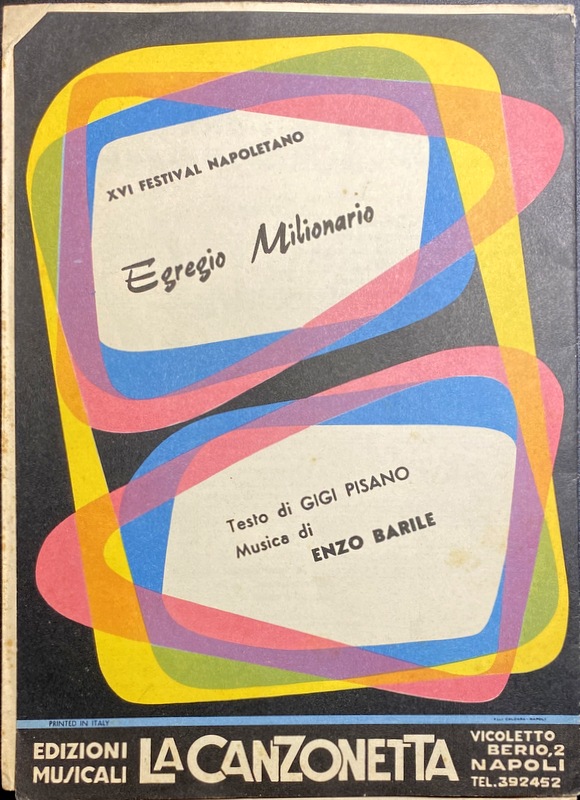 XVI FESTIVAL NAPOLETANO
Egregio Milionario
Testo di GIGI PISANO
Musica di ENZO BARILE
PRINTED IN ITALY
EDIZIONI MUSICALI
LA CANZONETTA
VICOLETTO
BERIO, 2
NAPOLI
TEL. 392452